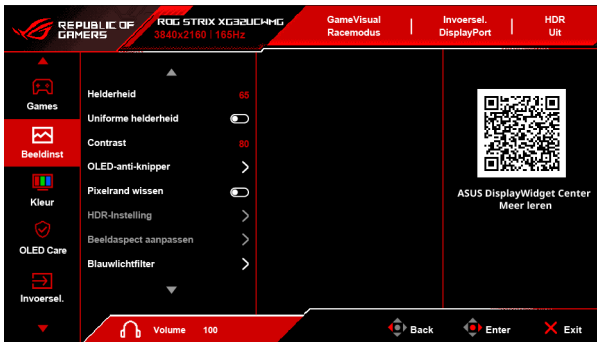 REPUBLIC OF
GAMERS
ROG STRIX XG32UCWMG
3840x2160 | 165Hz
GameVisual
Racemodus
Invoersel.
DisplayPort
HDR
Uit
Games
Beeldinst
Kleur
OLED Care
Invoersel.
Helderheid 65
Uniforme helderheid
Contrast 80
OLED-anti-knipper
Pixelrand wissen
HDR-Instelling
Beeldaspect aanpassen
Blauwlichtfilter
ASUS DisplayWidget Center
Meer leren
Volume 100
Back
Enter
Exit